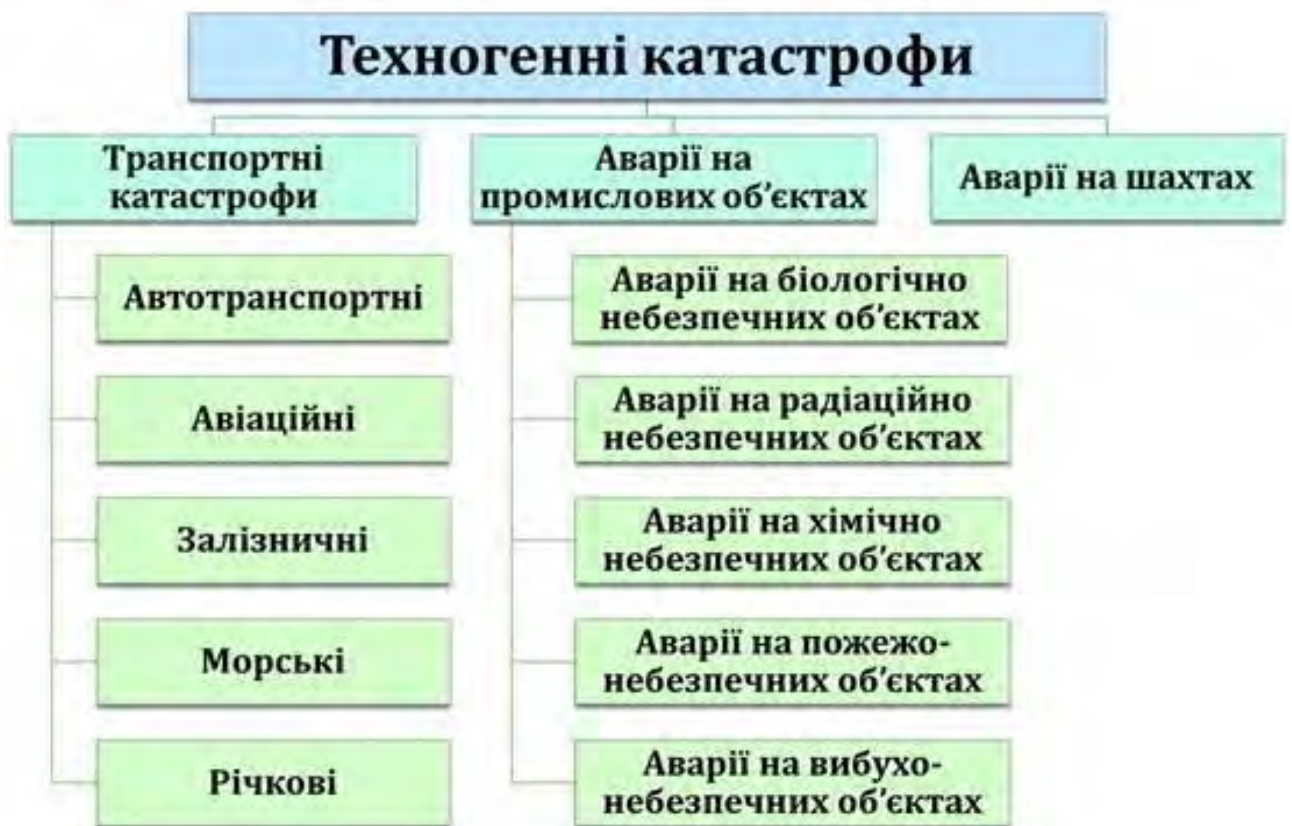 Техногенні катастрофи
Транспортні
катастрофи
Автотранспортні
Авіаційні
Залізничні
Морські
Річкові
Аварії на
промислових об’єктах
Аварії на біологічно
небезпечних об’єктах
Аварії на радіаційно
небезпечних об’єктах
Аварії на хімічно
небезпечних об’єктах
Аварії на пожежо-
небезпечних об’єктах
Аварії на вибухо-
небезпечних об’єктах
Аварії на шахтах